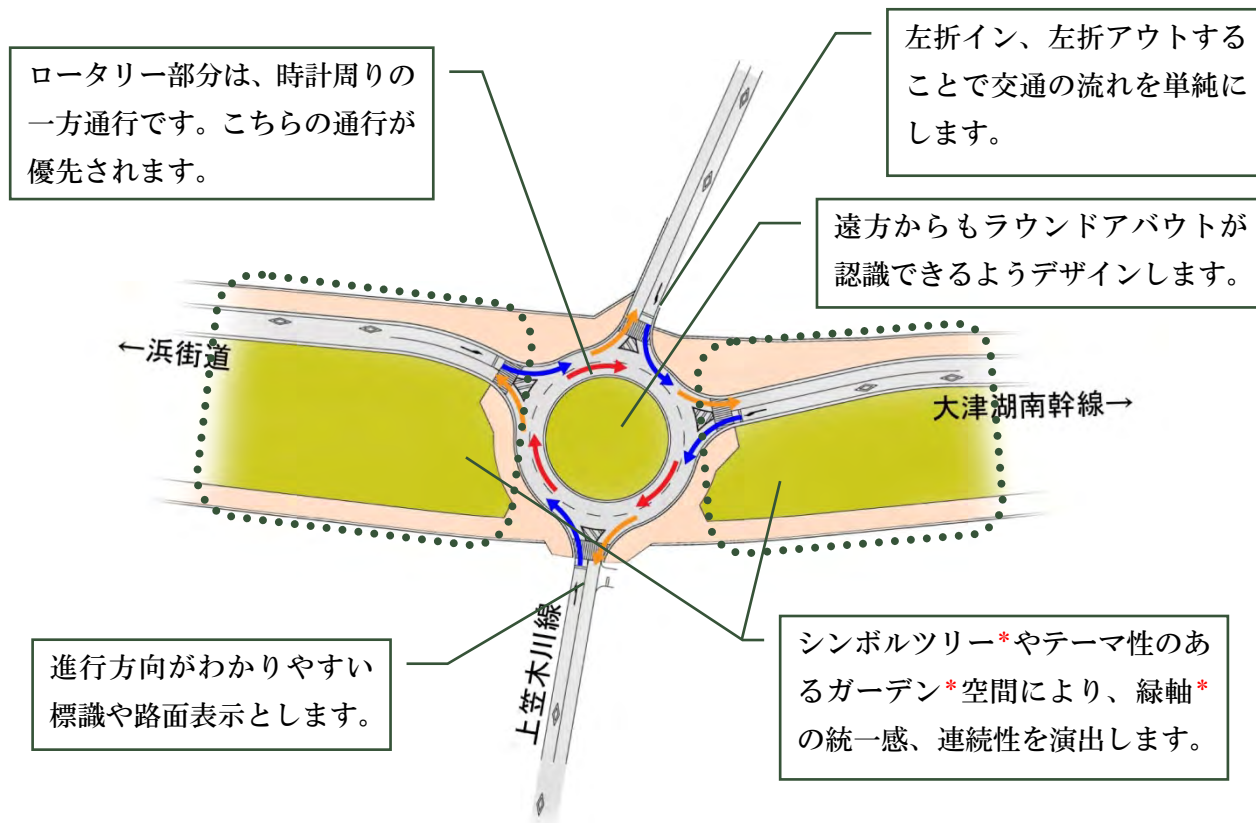 ロータリー部分は、時計周りの
一方通行です。こちらの通行が
優先されます。
左折イン、左折アウトする
ことで交通の流れを単純に
します。
遠方からもラウンドアバウトが
認識できるようデザインします。
←浜街道
大津湖南幹線→
上笠木川線
進行方向がわかりやすい
標識や路面表示とします。
シンボルツリー*やテーマ性のあ
るガーデン*空間により、緑軸*
の統一感、連続性を演出します。